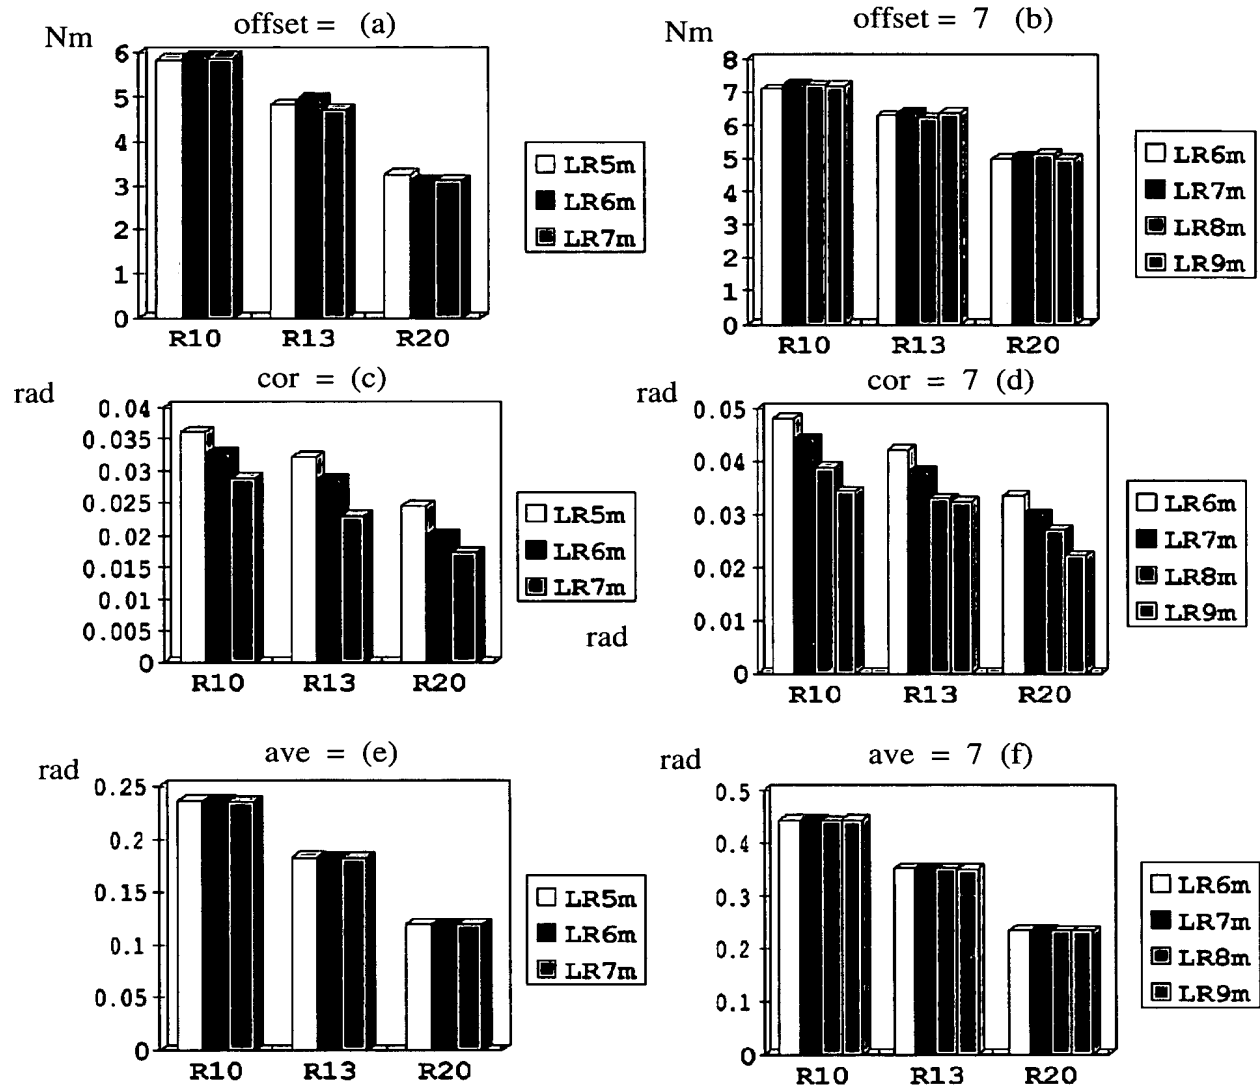 offset = (a)
Nm
6
5
4
3
2
1
0
R10 R13 R20
LR5m
LR6m
LR7m
offset = 7 (b)
Nm
8
7
6
5
4
3
2
1
0
R10 R13 R20
LR6m
LR7m
LR8m
LR9m
cor = (c)
rad
0.04
0.035
0.03
0.025
0.02
0.015
0.01
0.005
0
R10 R13 R20
LR5m
LR6m
LR7m
rad
cor = 7 (d)
rad
0.05
0.04
0.03
0.02
0.01
0
R10 R13 R20
LR6m
LR7m
LR8m
LR9m
ave = (e)
rad
0.25
0.2
0.15
0.1
0.05
0
R10 R13 R20
LR5m
LR6m
LR7m
ave = 7 (f)
rad
0.5
0.4
0.3
0.2
0.1
0
R10 R13 R20
LR6m
LR7m
LR8m
LR9m